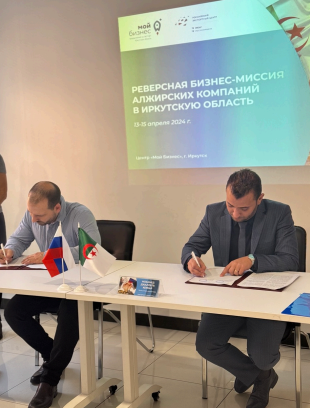 мой
бизнес
РЕВЕРСНАЯ БИЗНЕС-МИССИЯ
АЛЖИРСКИХ КОМПАНИЙ
В ИРКУТСКУЮ ОБЛАСТЬ
13-15 апреля 2024 г.
Центр «Мой бизнес», г. Иркутск